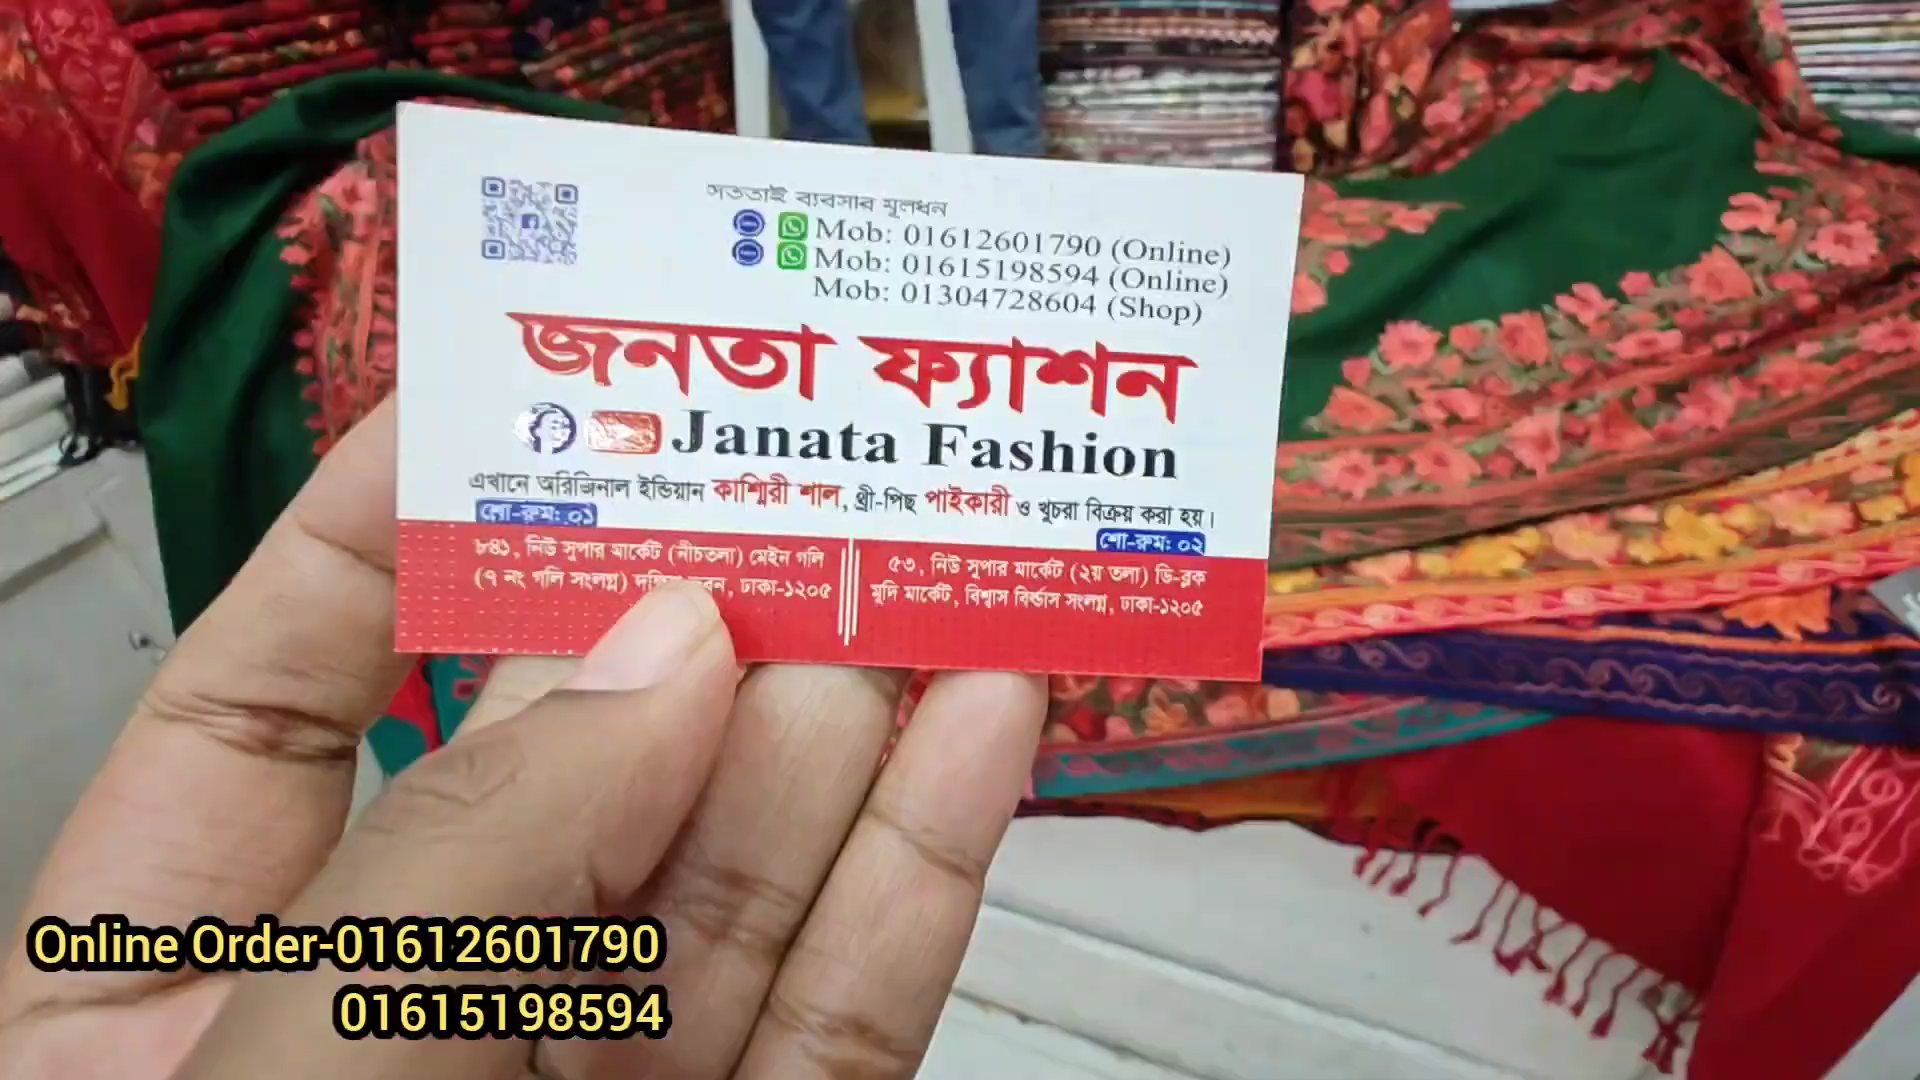 সততাই ব্যবসার মূলধন
Mob: 01612601790 (Online)
Mob: 01615198594 (Online)
Mob: 01304728604 (Shop)
জনতা ফ্যাশন
Janata Fashion
এখানে অরিজিনাল ইন্ডিয়ান কাশ্মিরী শাল, থ্রী-পিছ পাইকারী ও খুচরা বিক্রয় করা হয়।
শো-রুম: ০১
৮৪১, নিউ সুপার মার্কেট (নীচতলা) মেইন গলি
(৭ নং গলি সংলগ্ন) ঢাকা-১২০৫
শো-রুম: ০২
৫৩, নিউ সুপার মার্কেট (২য় তলা) ডি-ব্লক
মুদি মার্কেট, বিশ্বাস বিল্ডাস সংলগ্ন, ঢাকা-১২০৫
Online Order-01612601790
01615198594